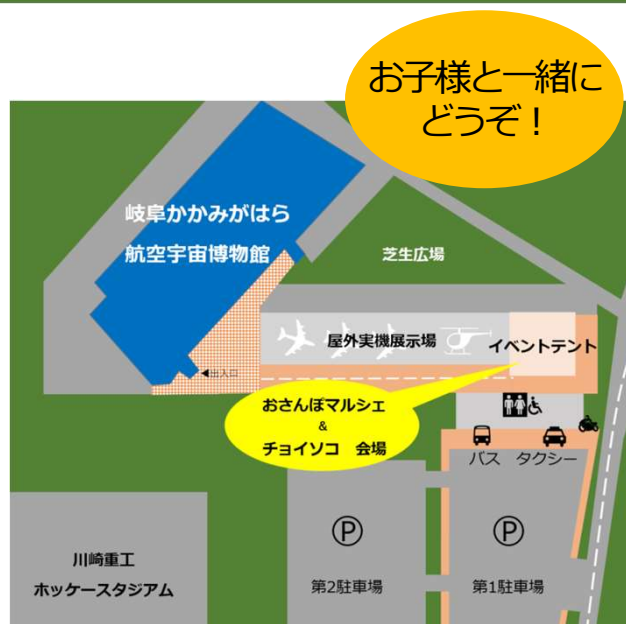 お子様と一緒に
どうぞ！
岐阜かかみがはら
航空宇宙博物館
芝生広場
屋外実機展示場
イベントテント
◀出入口
おさんぽマルシェ
&
チョイソコ　会場
バス　タクシー
川崎重工
ホッケースタジアム
Ⓟ
第2駐車場
Ⓟ
第1駐車場